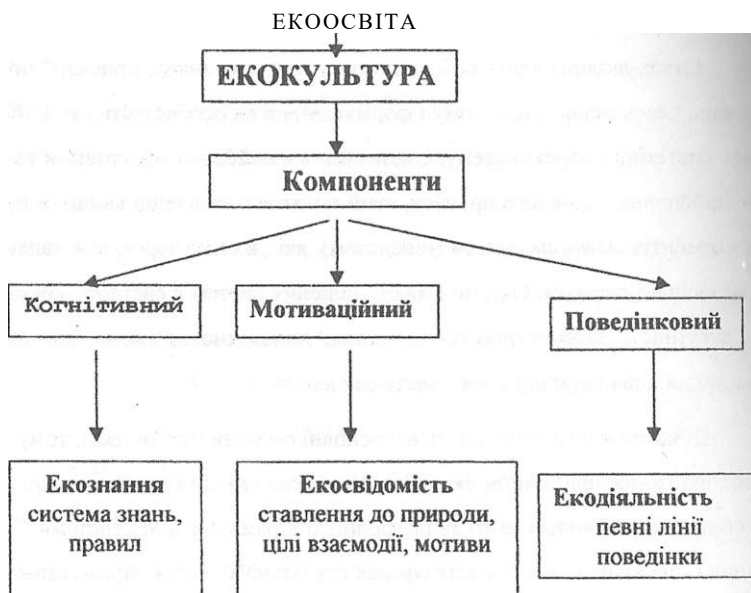 ЕКООСВІТА
ЕКОКУЛЬТУРА
Компоненти
Когнітивний
Мотиваційний
Поведінковий
Екознання
система знань,
правил
Екосвідомість
ставлення до природи
цілі взаємодії, мотиви
Екодіяльність
певні лінії
поведінки